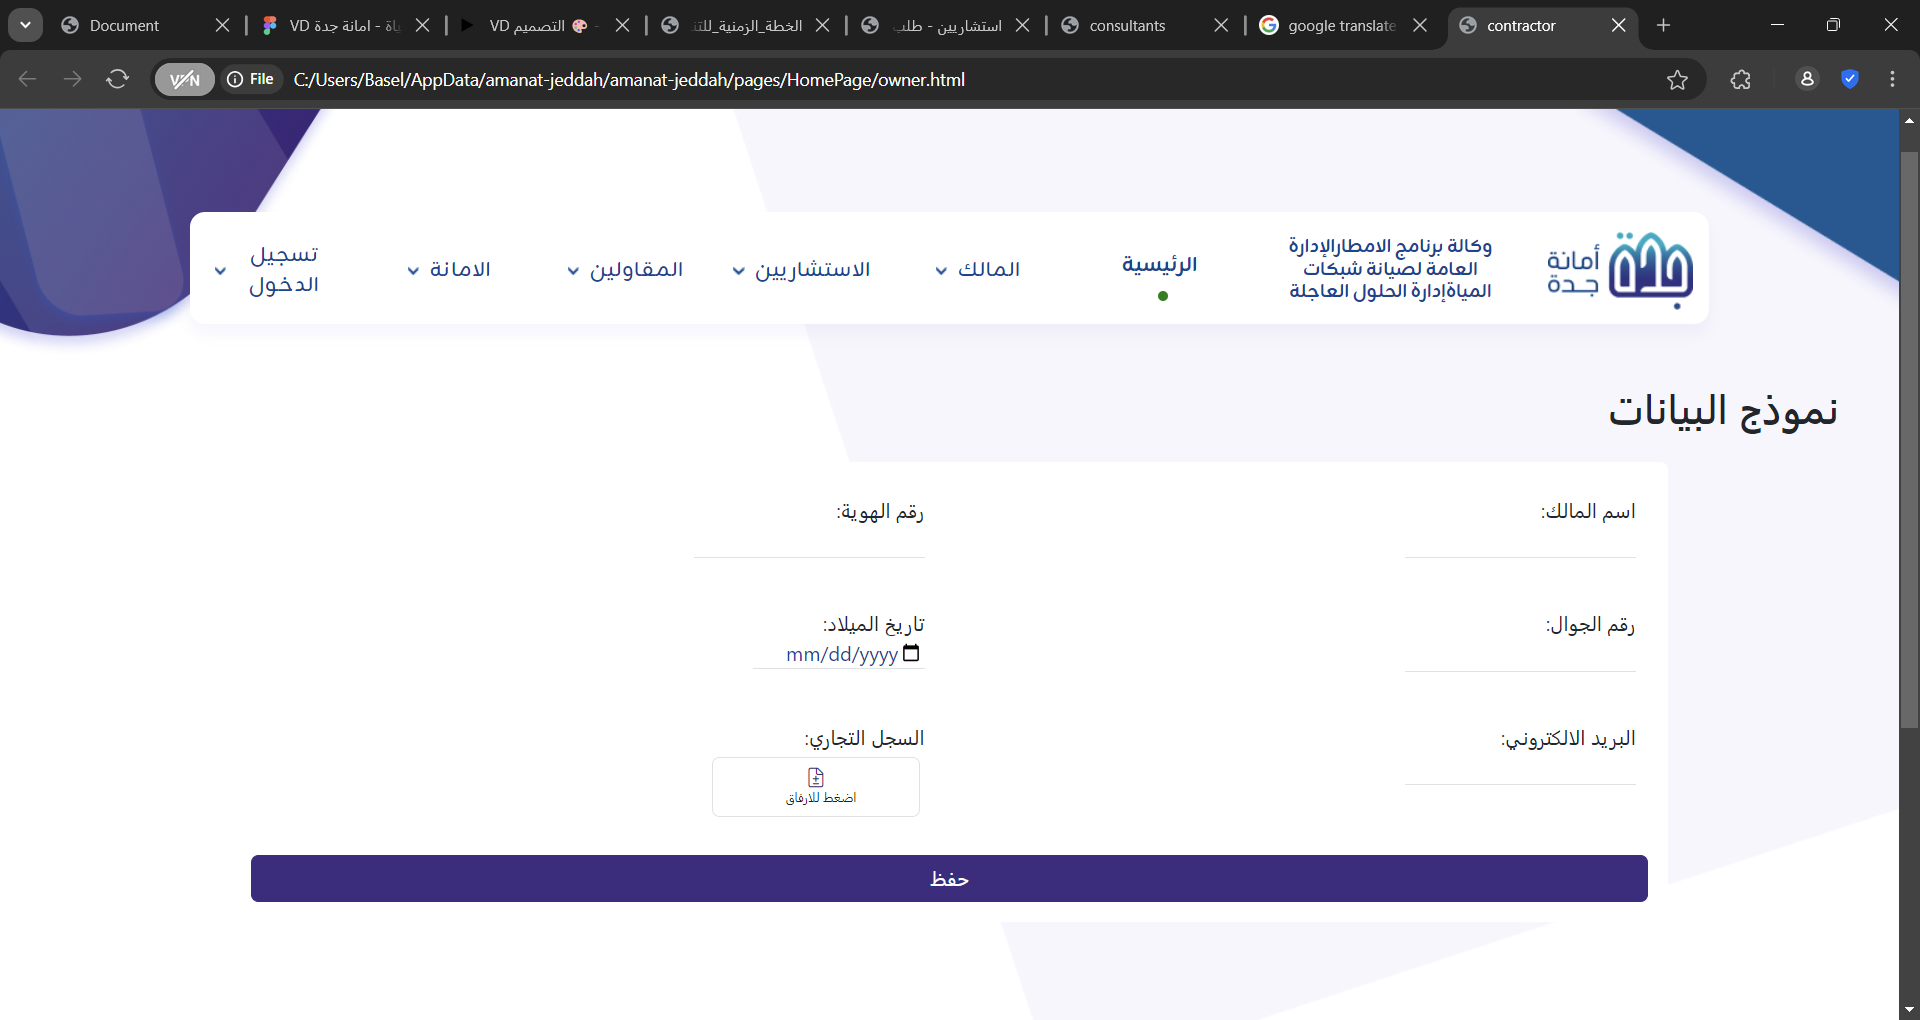 Document
VD ياة - امانة جدة
VD التصميم 🎨 -
الخطة_الزمنية_للتن
استشاريين - طلب
consultants
google translate
contractor
VPN
File
C:/Users/Basel/AppData/amanat-jeddah/amanat-jeddah/pages/HomePage/owner.html
أمانة
جدة
جدة
وكالة برنامج الامطارالإدارة
العامة لصيانة شبكات
المياةإدارة الحلول العاجلة
الرئيسية
المالك
الاستشاريين
المقاولين
الامانة
تسجيل
الدخول
نموذج البيانات
اسم المالك:
رقم الهوية:
رقم الجوال:
تاريخ الميلاد:
mm/dd/yyyy
البريد الالكتروني:
السجل التجاري:
اضغط للارفاق
حفظ